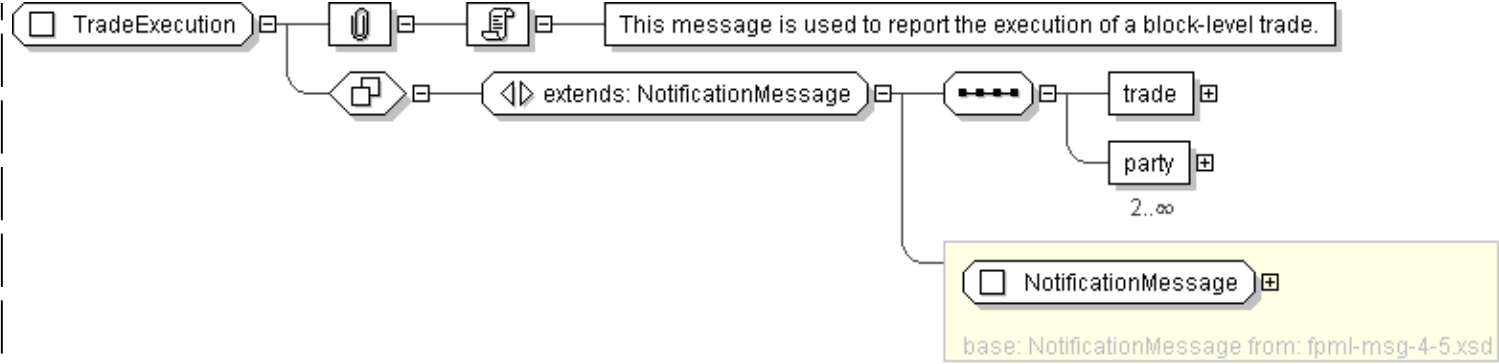 TradeExecution
This message is used to report the execution of a block-level trade.
extends: NotificationMessage
trade
party
2..∞
NotificationMessage
base: NotificationMessage from: fpml-msg-4-5.xsd